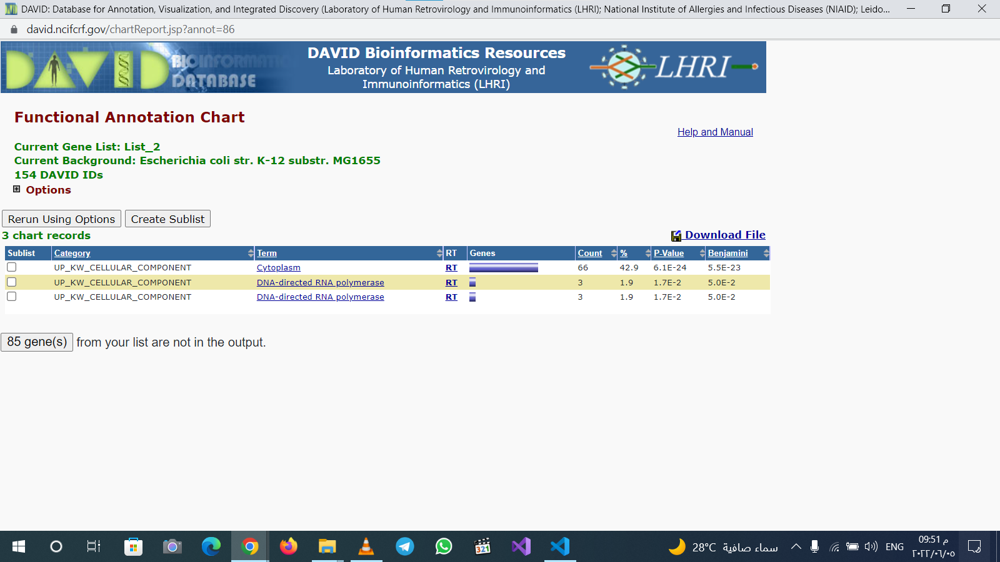 DAVID: Database for Annotation, Visualization, and Integrated Discovery (Laboratory of Human Retrovirology and Immunoinformatics (LHRI); National Institute of Allergies and Infectious Diseases (NIAID); Leido...
david.ncifcrf.gov/chartReport.jsp?annot=86
DAVID BIOINFORMATICS DATABASE
DAVID Bioinformatics Resources
Laboratory of Human Retrovirology and
Immunoinformatics (LHRI)
LHRI
Functional Annotation Chart
Help and Manual
Current Gene List: List_2
Current Background: Escherichia coli str. K-12 substr. MG1655
154 DAVID IDs
Options
Rerun Using Options Create Sublist
3 chart records Download File
Sublist Category Term RT Genes Count % P-Value Benjamini
UP_KW_CELLULAR_COMPONENT Cytoplasm RT 66 42.9 6.1E-24 5.5E-23
UP_KW_CELLULAR_COMPONENT DNA-directed RNA polymerase RT 3 1.9 1.7E-2 5.0E-2
UP_KW_CELLULAR_COMPONENT DNA-directed RNA polymerase RT 3 1.9 1.7E-2 5.0E-2
85 gene(s) from your list are not in the output.
321
28°C سماء صافية ENG
09:51 م
٢٠٢٢/٠٦/٠٥